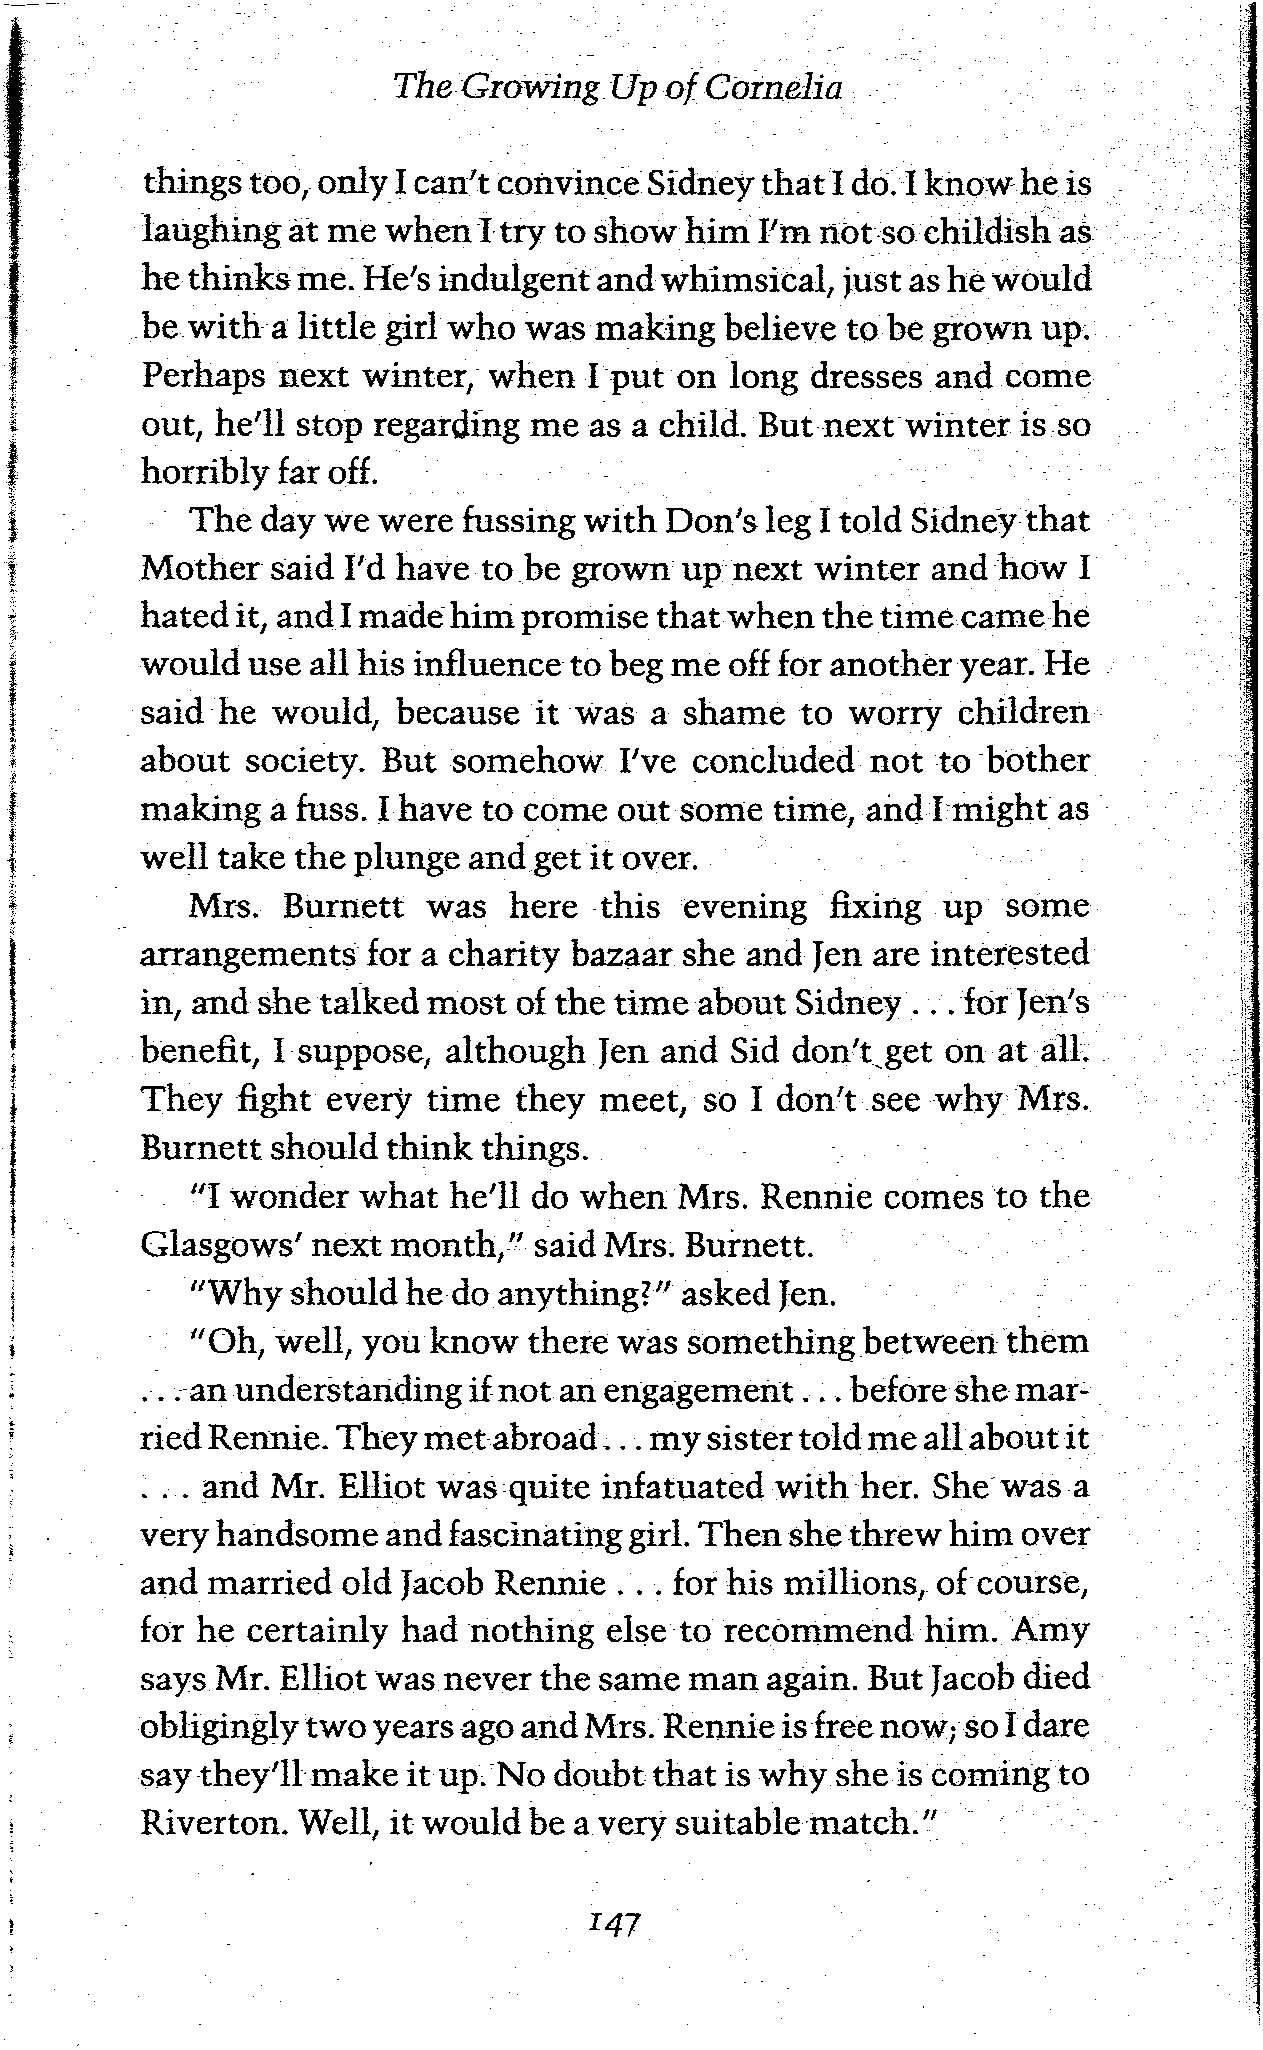 The Growing Up of Cornelia
things too, only I can't convince Sidney that I do. I know he is
laughing at me when I try to show him I'm not so childish as
he thinks me. He's indulgent and whimsical, just as he would
be with a little girl who was making believe to be grown up.
Perhaps next winter, when I put on long dresses and come
out, he'll stop regarding me as a child. But next winter is so
horribly far off.
The day we were fussing with Don's leg I told Sidney that
Mother said I'd have to be grown up next winter and how I
hated it, and I made him promise that when the time came he
would use all his influence to beg me off for another year. He
said he would, because it was a shame to worry children
about society. But somehow I've concluded not to bother
making a fuss. I have to come out some time, and I might as
well take the plunge and get it over.
Mrs. Burnett was here this evening fixing up some
arrangements for a charity bazaar she and Jen are interested
in, and she talked most of the time about Sidney . . . for Jen's
benefit, I suppose, although Jen and Sid don't get on at all.
They fight every time they meet, so I don't see why Mrs.
Burnett should think things.
"I wonder what he'll do when Mrs. Rennie comes to the
Glasgows' next month," said Mrs. Burnett.
"Why should he do anything?" asked Jen.
"Oh, well, you know there was something between them
. . . an understanding if not an engagement . . . before she mar-
ried Rennie. They met abroad . . . my sister told me all about it
. . . and Mr. Elliot was quite infatuated with her. She was a
very handsome and fascinating girl. Then she threw him over
and married old Jacob Rennie . . . for his millions, of course,
for he certainly had nothing else to recommend him. Amy
says Mr. Elliot was never the same man again. But Jacob died
obligingly two years ago and Mrs. Rennie is free now; so I dare
say they'll make it up. No doubt that is why she is coming to
Riverton. Well, it would be a very suitable match."
147